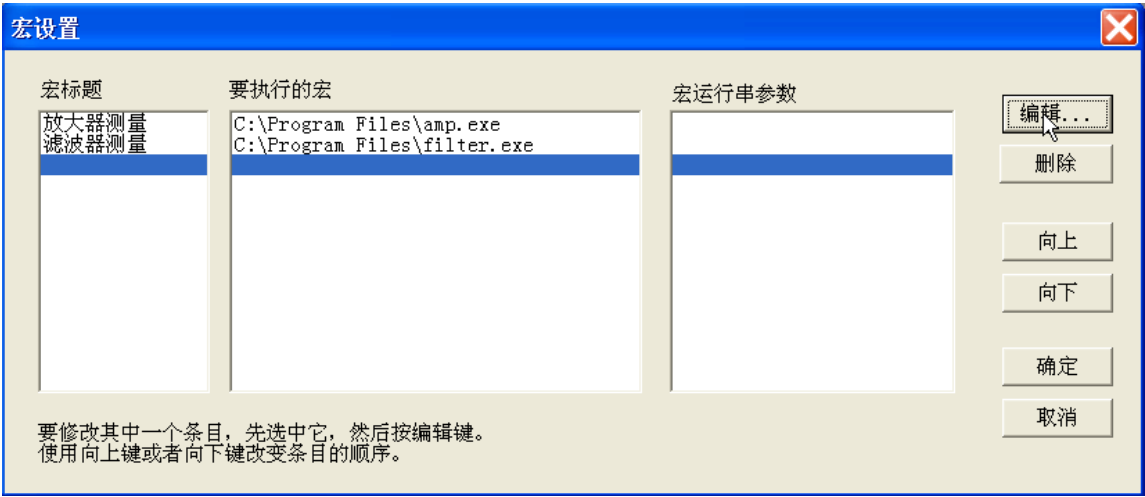 宏设置
宏标题
要执行的宏
宏运行串参数
放大器测量
C:\Program Files\amp.exe
滤波器测量
C:\Program Files\filter.exe
编辑...
删除
向上
向下
确定
取消
要修改其中一个条目，先选中它，然后按编辑键。
使用向上键或者向下键改变条目的顺序。